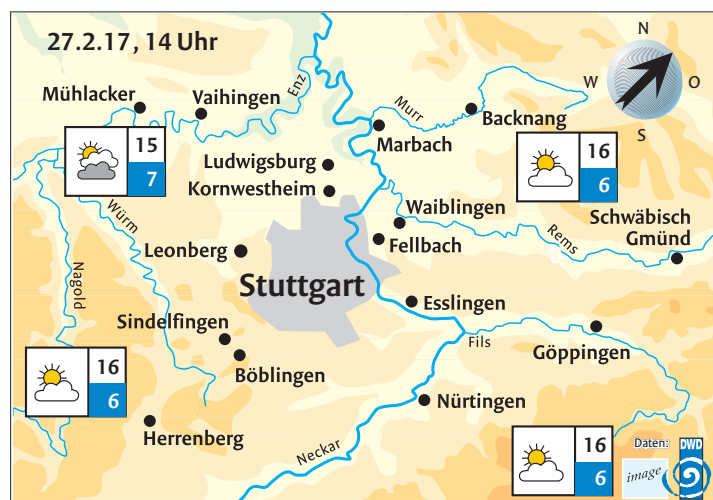 27.2.17, 14 Uhr
N
W
O
S
Enz
Mühlacker
Vaihingen
Murr
Backnang
Marbach
15
7
16
6
Ludwigsburg
Kornwestheim
Würm
Waiblingen
Rems
Schwäbisch
Gmünd
Leonberg
Fellbach
Nagold
Stuttgart
Esslingen
Sindelfingen
Fils
Göppingen
Böblingen
16
6
Nürtingen
Herrenberg
Neckar
16
6
Daten:
DWD
image